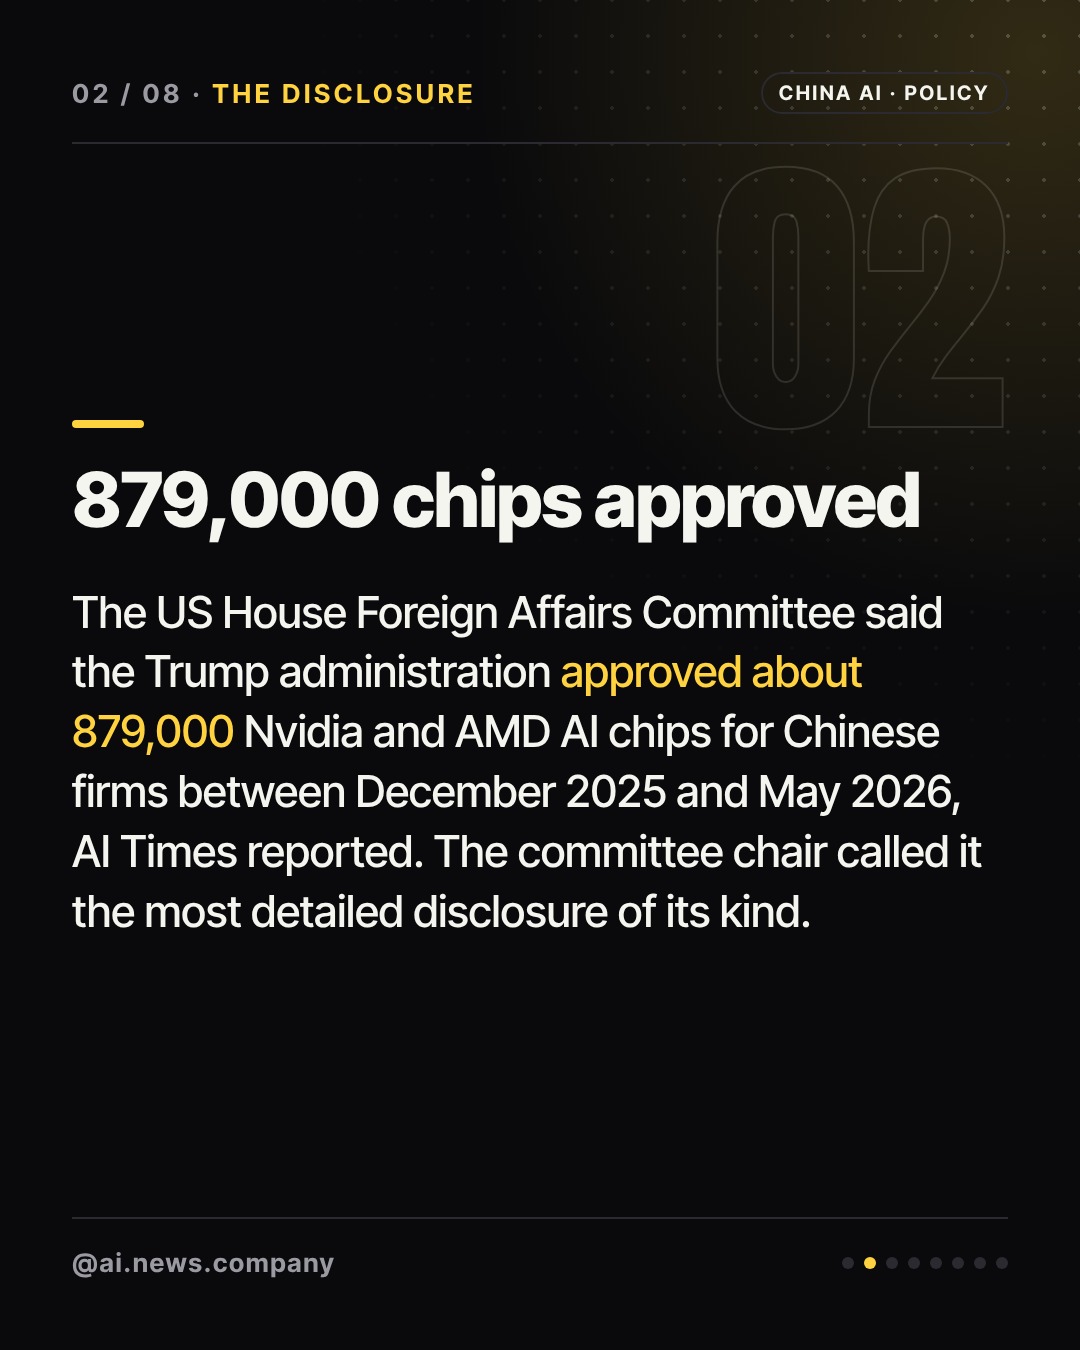 02 / 08 · THE DISCLOSURE
CHINA AI · POLICY
02
879,000 chips approved
The US House Foreign Affairs Committee said
the Trump administration approved about
879,000 Nvidia and AMD AI chips for Chinese
firms between December 2025 and May 2026,
AI Times reported. The committee chair called it
the most detailed disclosure of its kind.
@ai.news.company